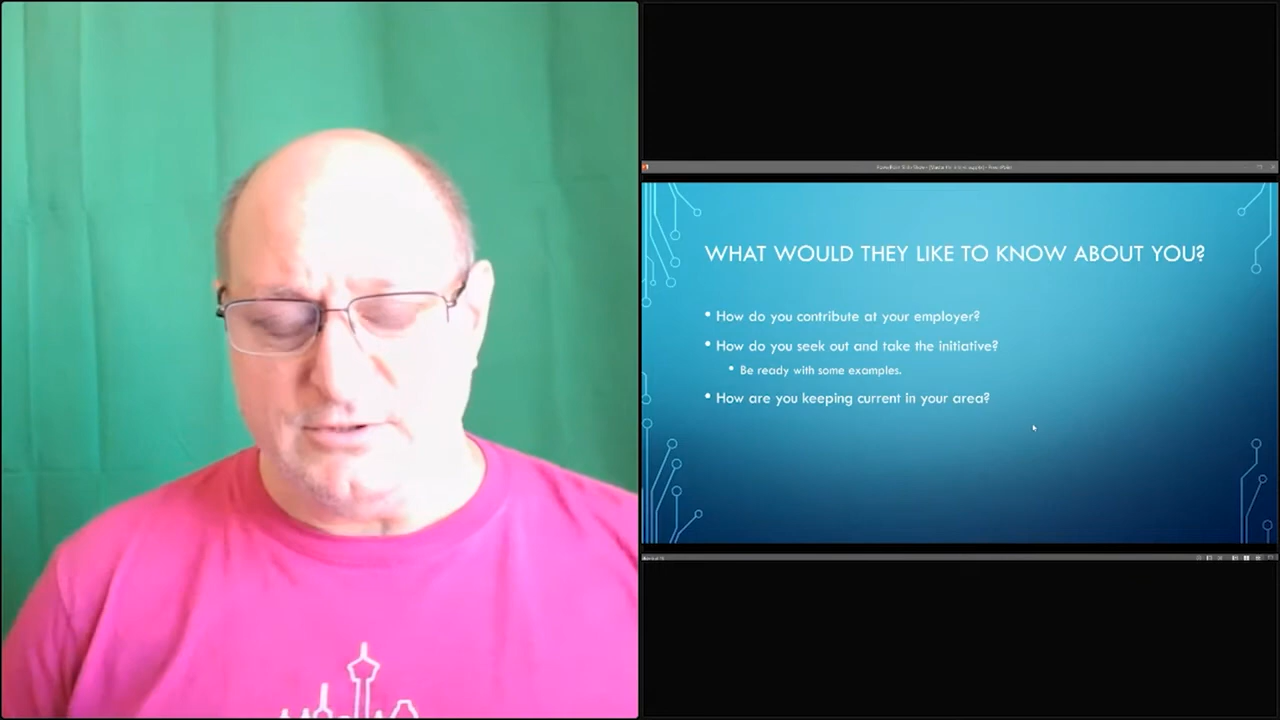 WHAT WOULD THEY LIKE TO KNOW ABOUT YOU?
• How do you contribute at your employer?
• How do you seek out and take the initiative?
• Be ready with some examples.
• How are you keeping current in your area?